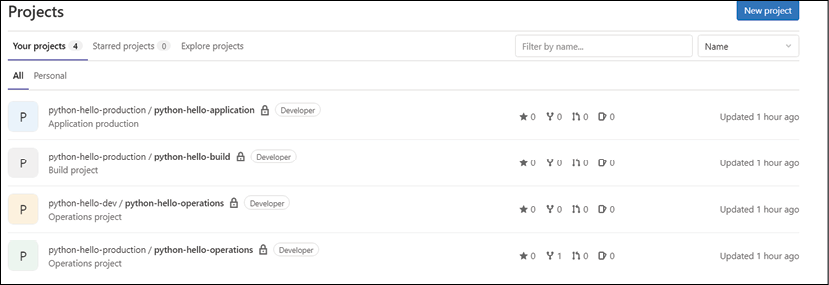 Projects
New project
Your projects 4 Starred projects 0 Explore projects
Filter by name...
Name
All Personal
P python-hello-production / python-hello-application Developer 0 0 0 0 Updated 1 hour ago
Application production
P python-hello-production / python-hello-build Developer 0 0 0 0 Updated 1 hour ago
Build project
P python-hello-dev / python-hello-operations Developer 0 0 0 0 Updated 1 hour ago
Operations project
P python-hello-production / python-hello-operations Developer 0 1 0 0 Updated 1 hour ago
Operations project